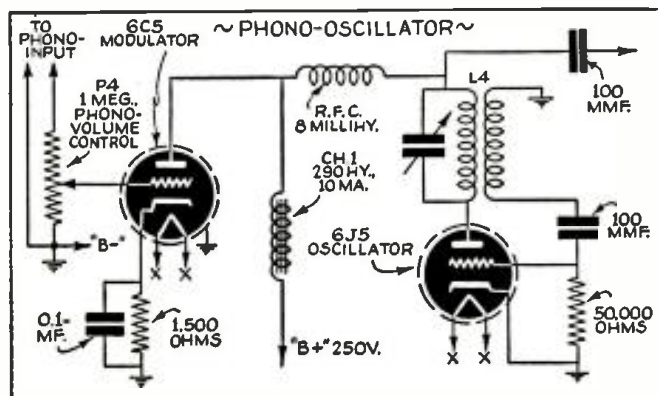 ~ PHONO-OSCILLATOR ~
TO
PHONO-
INPUT
6C5
MODULATOR
P4
1 MEG.,
PHONO-
VOLUME
CONTROL
R.F.C.
8 MILLIHY.
L4
100
MMF.
CH.1
290 HY.,
10 MA.
6J5
OSCILLATOR
100
MMF.
"B-"
X X
0.1-
MF.
1,500
OHMS
"B+" 250V.
X X
50,000
OHMS